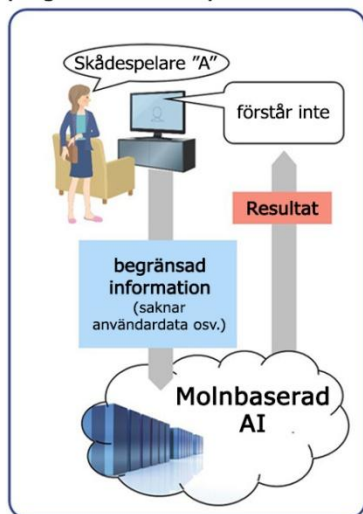 Skådespelare "A"
förstår inte
Resultat
begränsad
information
(saknar
användardata osv.)
Molnbaserad
AI